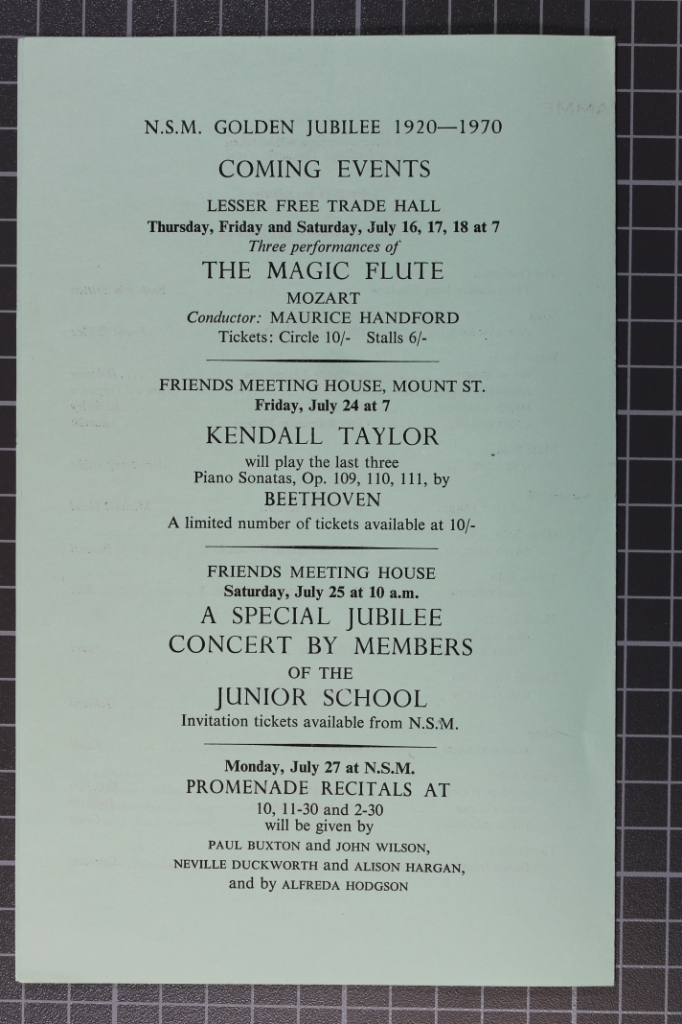 N.S.M. GOLDEN JUBILEE 1920—1970
COMING EVENTS
LESSER FREE TRADE HALL
Thursday, Friday and Saturday, July 16, 17, 18 at 7
Three performances of
THE MAGIC FLUTE
MOZART
Conductor: MAURICE HANDFORD
Tickets: Circle 10/- Stalls 6/-
FRIENDS MEETING HOUSE, MOUNT ST.
Friday, July 24 at 7
KENDALL TAYLOR
will play the last three
Piano Sonatas, Op. 109, 110, 111, by
BEETHOVEN
A limited number of tickets available at 10/-
FRIENDS MEETING HOUSE
Saturday, July 25 at 10 a.m.
A SPECIAL JUBILEE
CONCERT BY MEMBERS
OF THE
JUNIOR SCHOOL
Invitation tickets available from N.S.M.
Monday, July 27 at N.S.M.
PROMENADE RECITALS AT
10, 11-30 and 2-30
will be given by
PAUL BUXTON and JOHN WILSON,
NEVILLE DUCKWORTH and ALISON HARGAN,
and by ALFREDA HODGSON